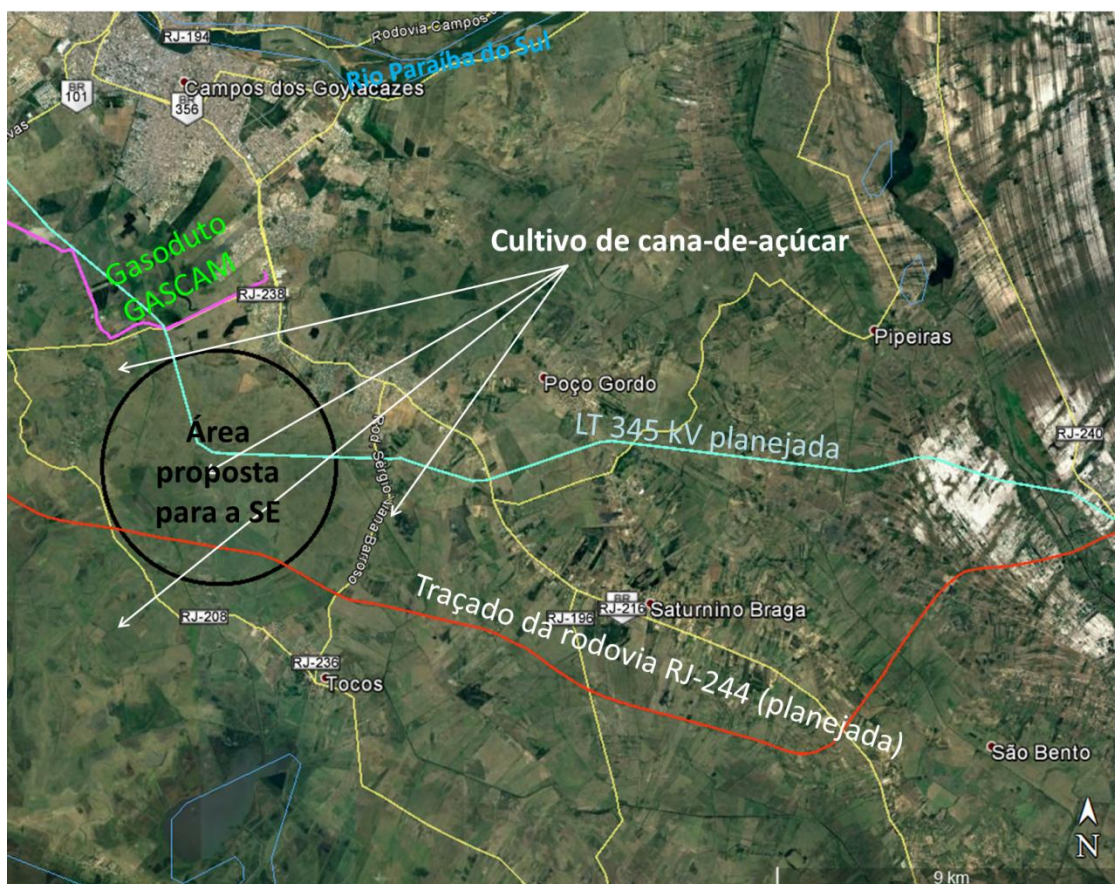 RJ-194
Rodovia Campos
Rio Paraíba do Sul
BR
101
Campos dos Goytacazes
BR
356
vas
Cultivo de cana-de-açúcar
Gasoduto
GASCAM
RJ-238
Pipeiras
Poço Gordo
LT 345 kV planejada
RJ-240
Área
proposta
para a SE
Rod. Sérgio Viana Barroso
Traçado da rodovia RJ-244 (planejada)
RJ-208
RJ-196
BR
RJ-216
Saturnino Braga
RJ-236
Tocos
São Bento
N
9 km